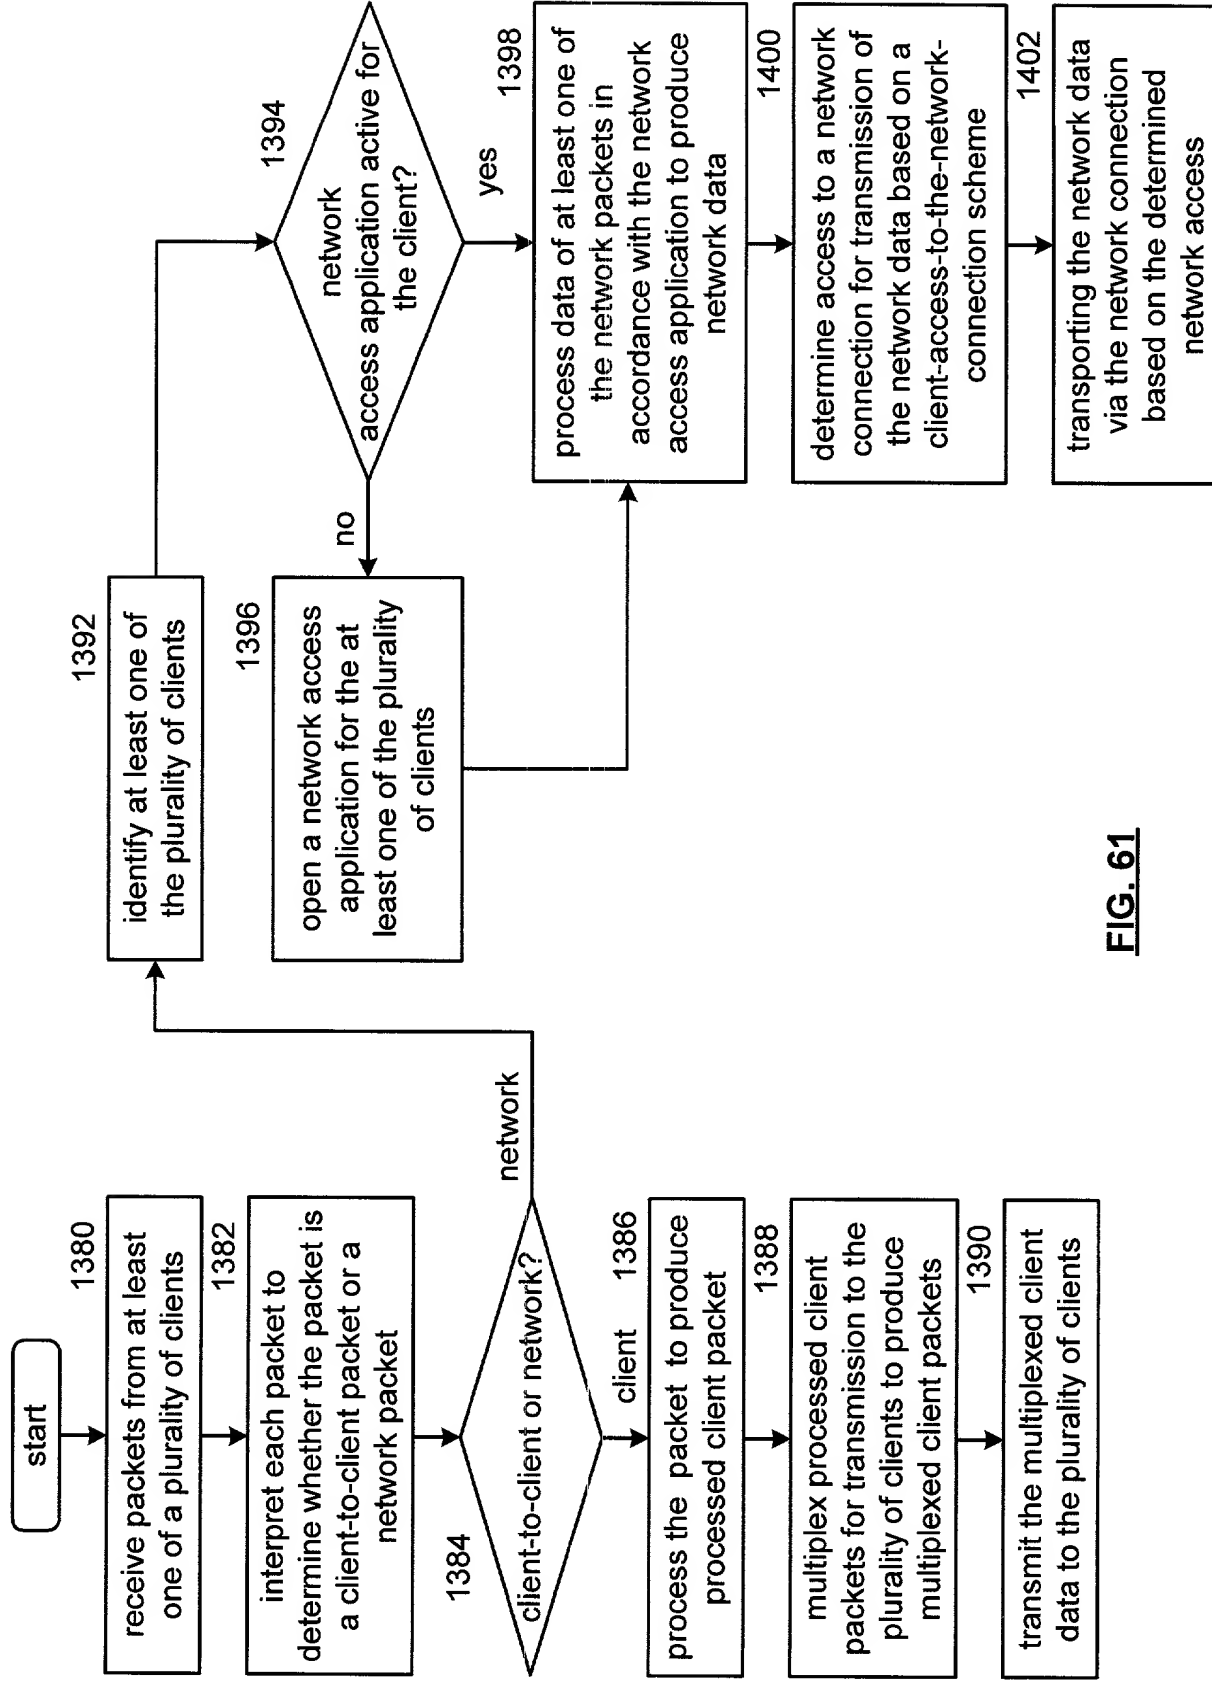 start
1380
receive packets from at least
one of a plurality of clients
1382
interpret each packet to
determine whether the packet is
a client-to-client packet or a
network packet
1384
client-to-client or network?
network
client
1386
process the packet to produce
processed client packet
1388
multiplex processed client
packets for transmission to the
plurality of clients to produce
multiplexed client packets
1390
transmit the multiplexed client
data to the plurality of clients
1392
identify at least one of
the plurality of clients
1394
network
access application active for
the client?
no
yes
1396
open a network access
application for the at
least one of the plurality
of clients
1398
process data of at least one of
the network packets in
accordance with the network
access application to produce
network data
1400
determine access to a network
connection for transmission of
the network data based on a
client-access-to-the-network-
connection scheme
1402
transporting the network data
via the network connection
based on the determined
network access
FIG. 61